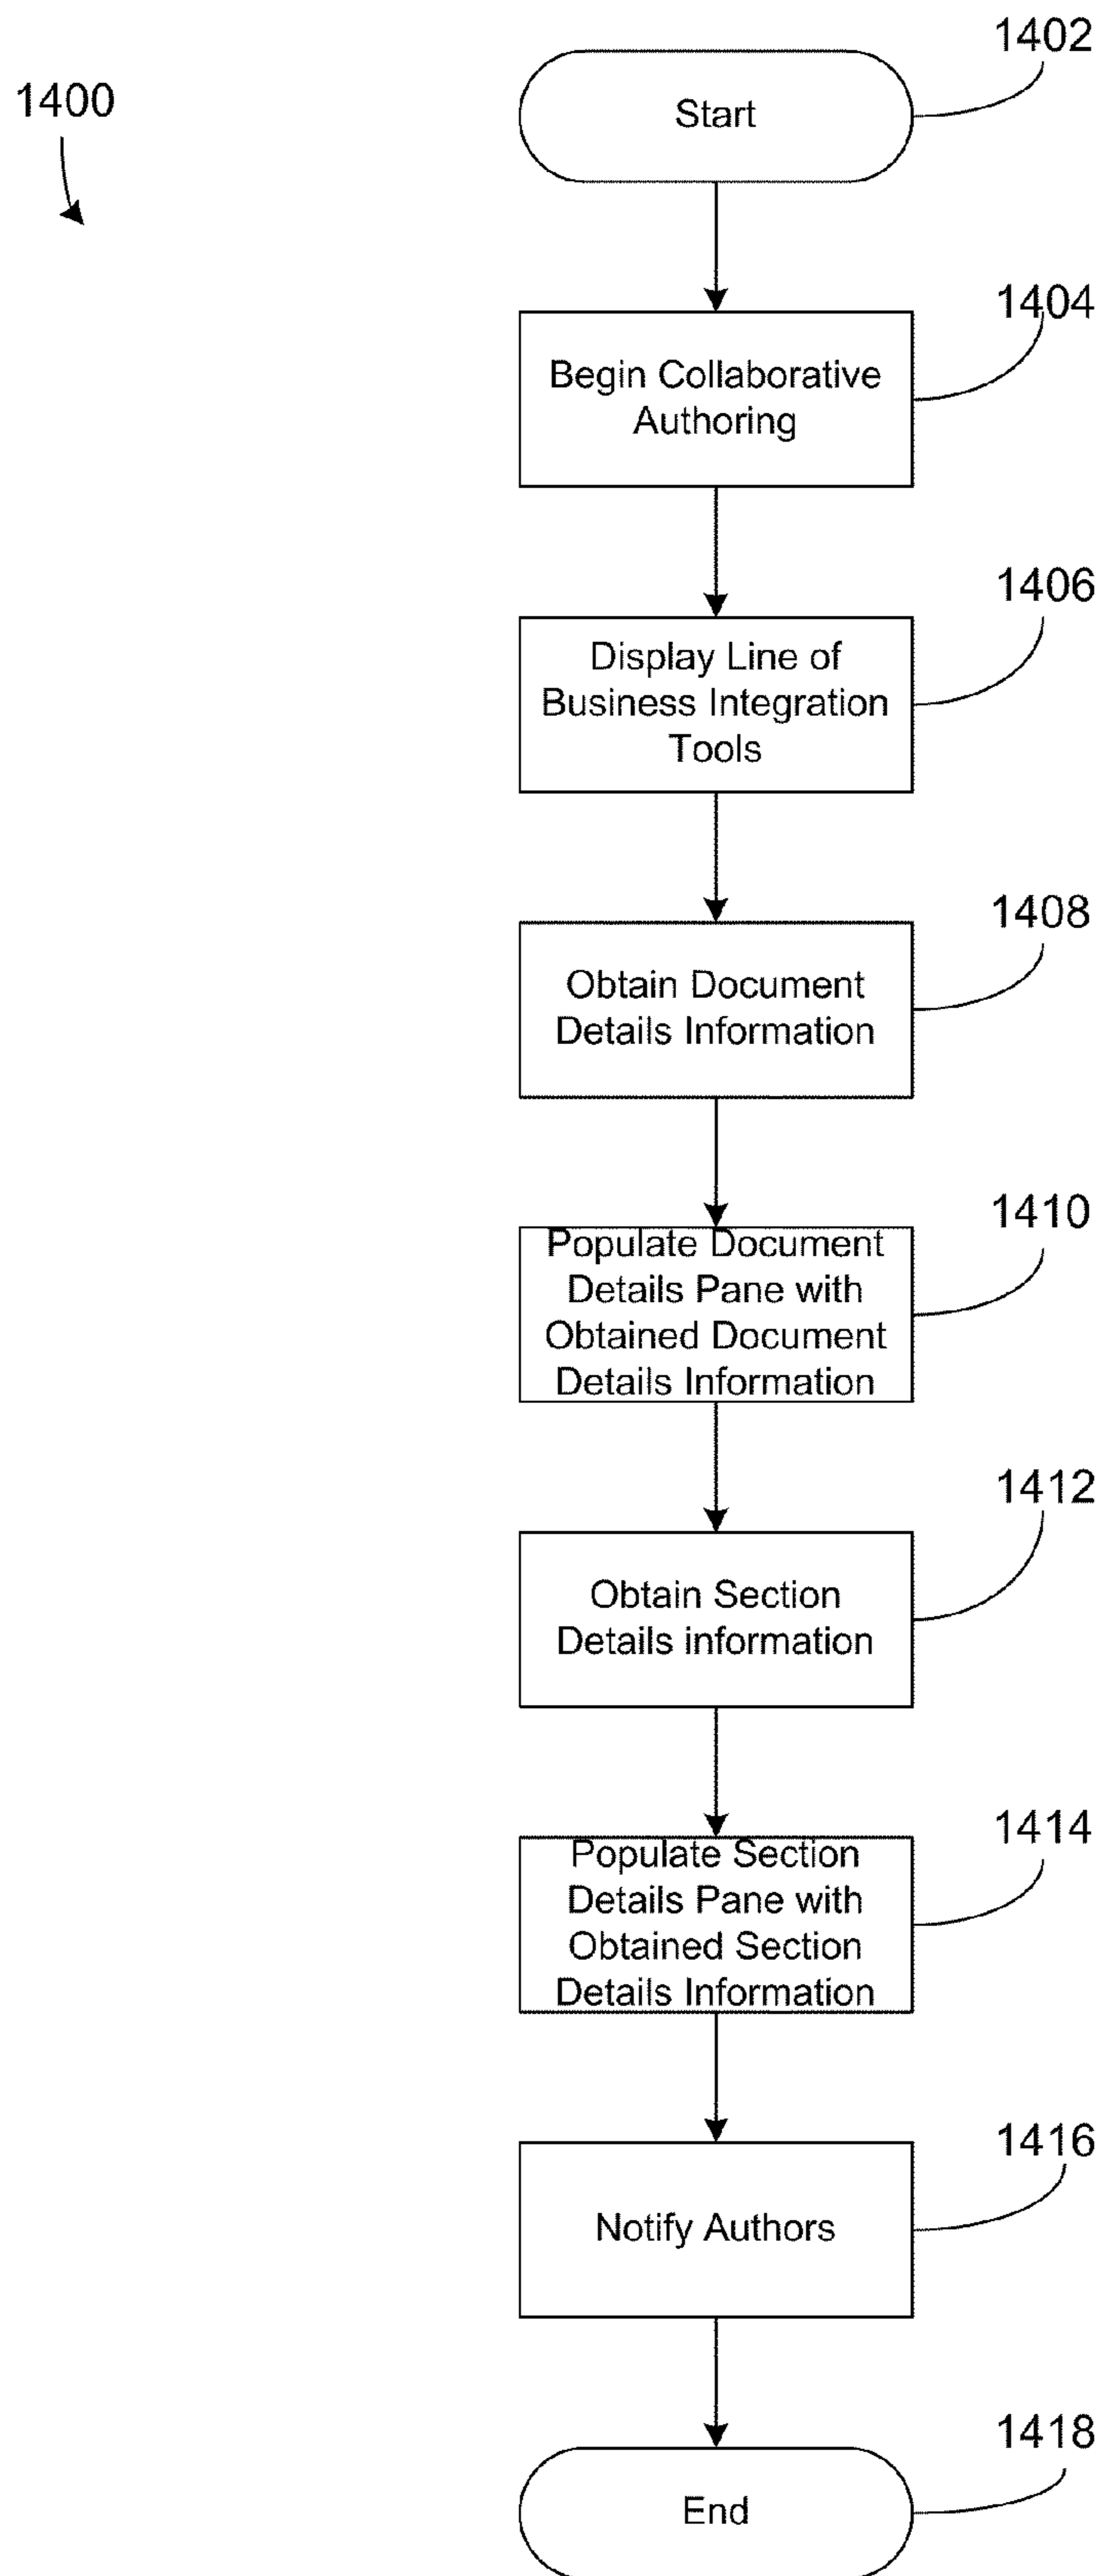 1402
1400
Start
1404
Begin Collaborative
Authoring
1406
Display Line of
Business Integration
Tools
1408
Obtain Document
Details Information
1410
Populate Document
Details Pane with
Obtained Document
Details Information
1412
Obtain Section
Details information
1414
Populate Section
Details Pane with
Obtained Section
Details Information
1416
Notify Authors
1418
End